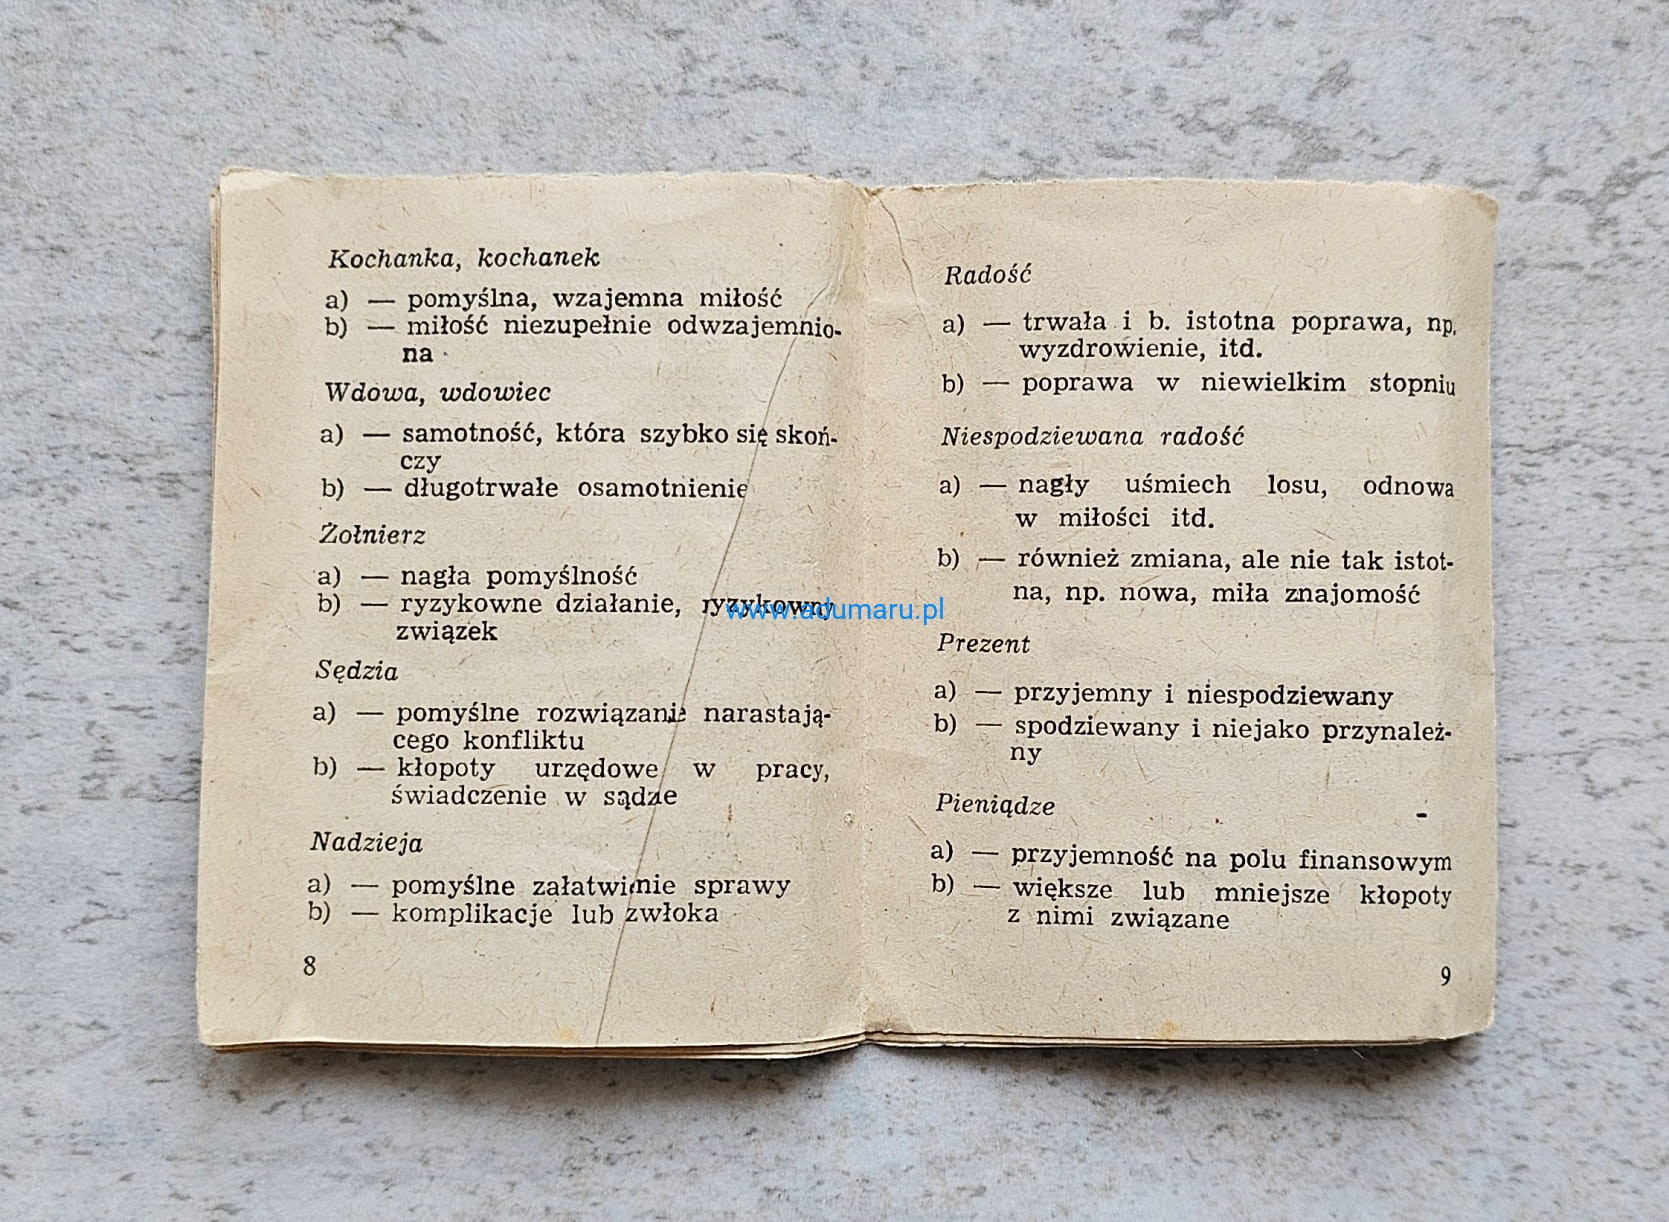 Kochanka, kochanek
a) — pomyślna, wzajemna miłość
b) — miłość niezupełnie odwzajemnio-
na
Wdowa, wdowiec
a) — samotność, która szybko się skoń-
czy
b) — długotrwałe osamotnienie
Żołnierz
a) — nagła pomyślność
b) — ryzykowne działanie, ryzykowny
związek
Sędzia
a) — pomyślne rozwiązanie narastają-
cego konfliktu
b) — kłopoty urzędowe w pracy,
świadczenie w sądzie
Nadzieja
a) — pomyślne załatwienie sprawy
b) — komplikacje lub zwłoka
8
Radość
a) — trwała i b. istotna poprawa, np.
wyzdrowienie, itd.
b) — poprawa w niewielkim stopniu
Niespodziewana radość
a) — nagły uśmiech losu, odnowa
w miłości itd.
b) — również zmiana, ale nie tak istot-
na, np. nowa, miła znajomość
Prezent
a) — przyjemny i niespodziewany
b) — spodziewany i niejako przynależ-
ny
Pieniądze
a) — przyjemność na polu finansowym
b) — większe lub mniejsze kłopoty
z nimi związane
9
www.adumaru.pl